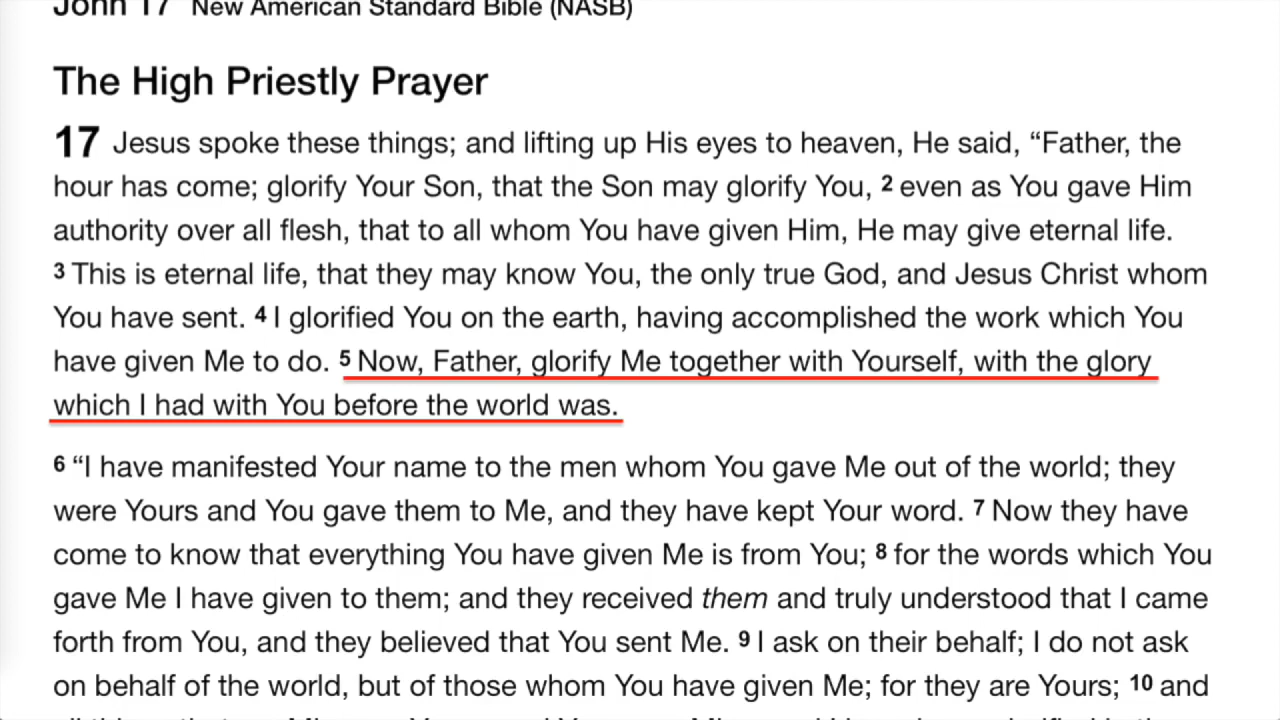 John 17 New American Standard Bible (NASB)
The High Priestly Prayer
17 Jesus spoke these things; and lifting up His eyes to heaven, He said, “Father, the
hour has come; glorify Your Son, that the Son may glorify You, 2 even as You gave Him
authority over all flesh, that to all whom You have given Him, He may give eternal life.
3 This is eternal life, that they may know You, the only true God, and Jesus Christ whom
You have sent. 4 I glorified You on the earth, having accomplished the work which You
have given Me to do. 5 Now, Father, glorify Me together with Yourself, with the glory
which I had with You before the world was.
6 “I have manifested Your name to the men whom You gave Me out of the world; they
were Yours and You gave them to Me, and they have kept Your word. 7 Now they have
come to know that everything You have given Me is from You; 8 for the words which You
gave Me I have given to them; and they received them and truly understood that I came
forth from You, and they believed that You sent Me. 9 I ask on their behalf; I do not ask
on behalf of the world, but of those whom You have given Me; for they are Yours; 10 and